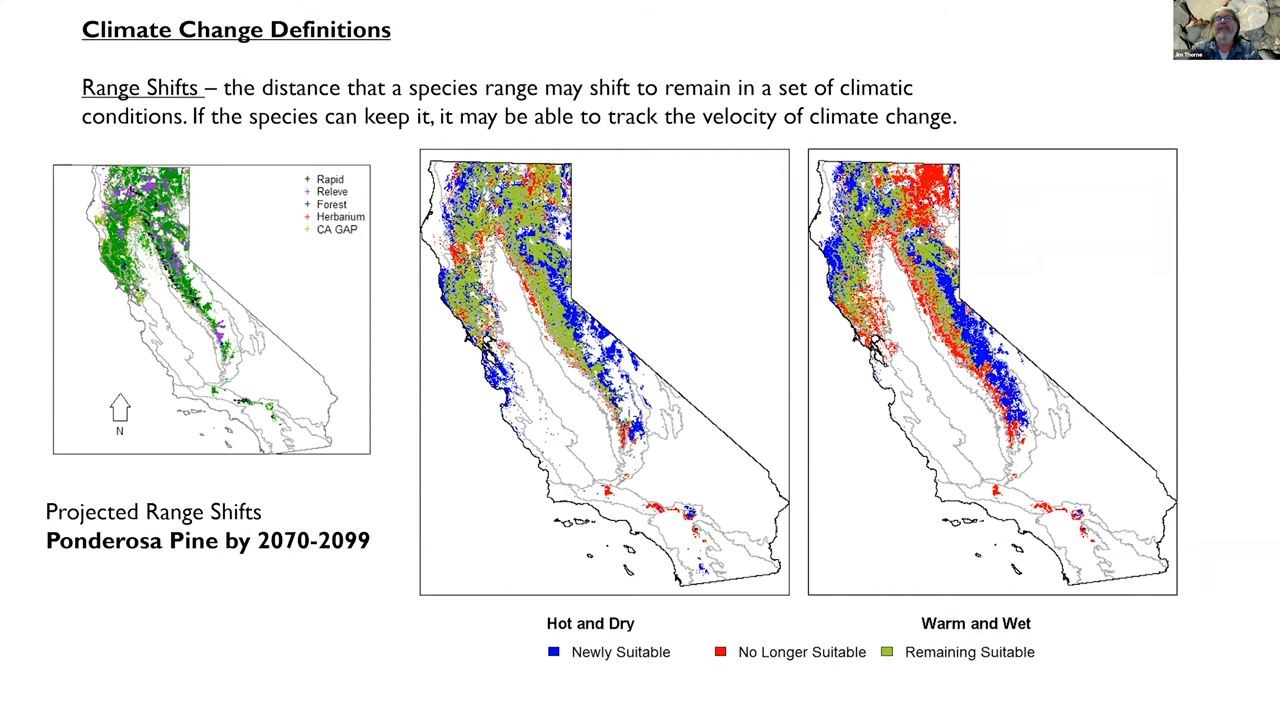 Climate Change Definitions
Range Shifts – the distance that a species range may shift to remain in a set of climatic
conditions. If the species can keep it, it may be able to track the velocity of climate change.
Jim Thorne
Rapid
Releve
Forest
Herbarium
CA GAP
N
Projected Range Shifts
Ponderosa Pine by 2070-2099
Hot and Dry
Warm and Wet
Newly Suitable
No Longer Suitable
Remaining Suitable